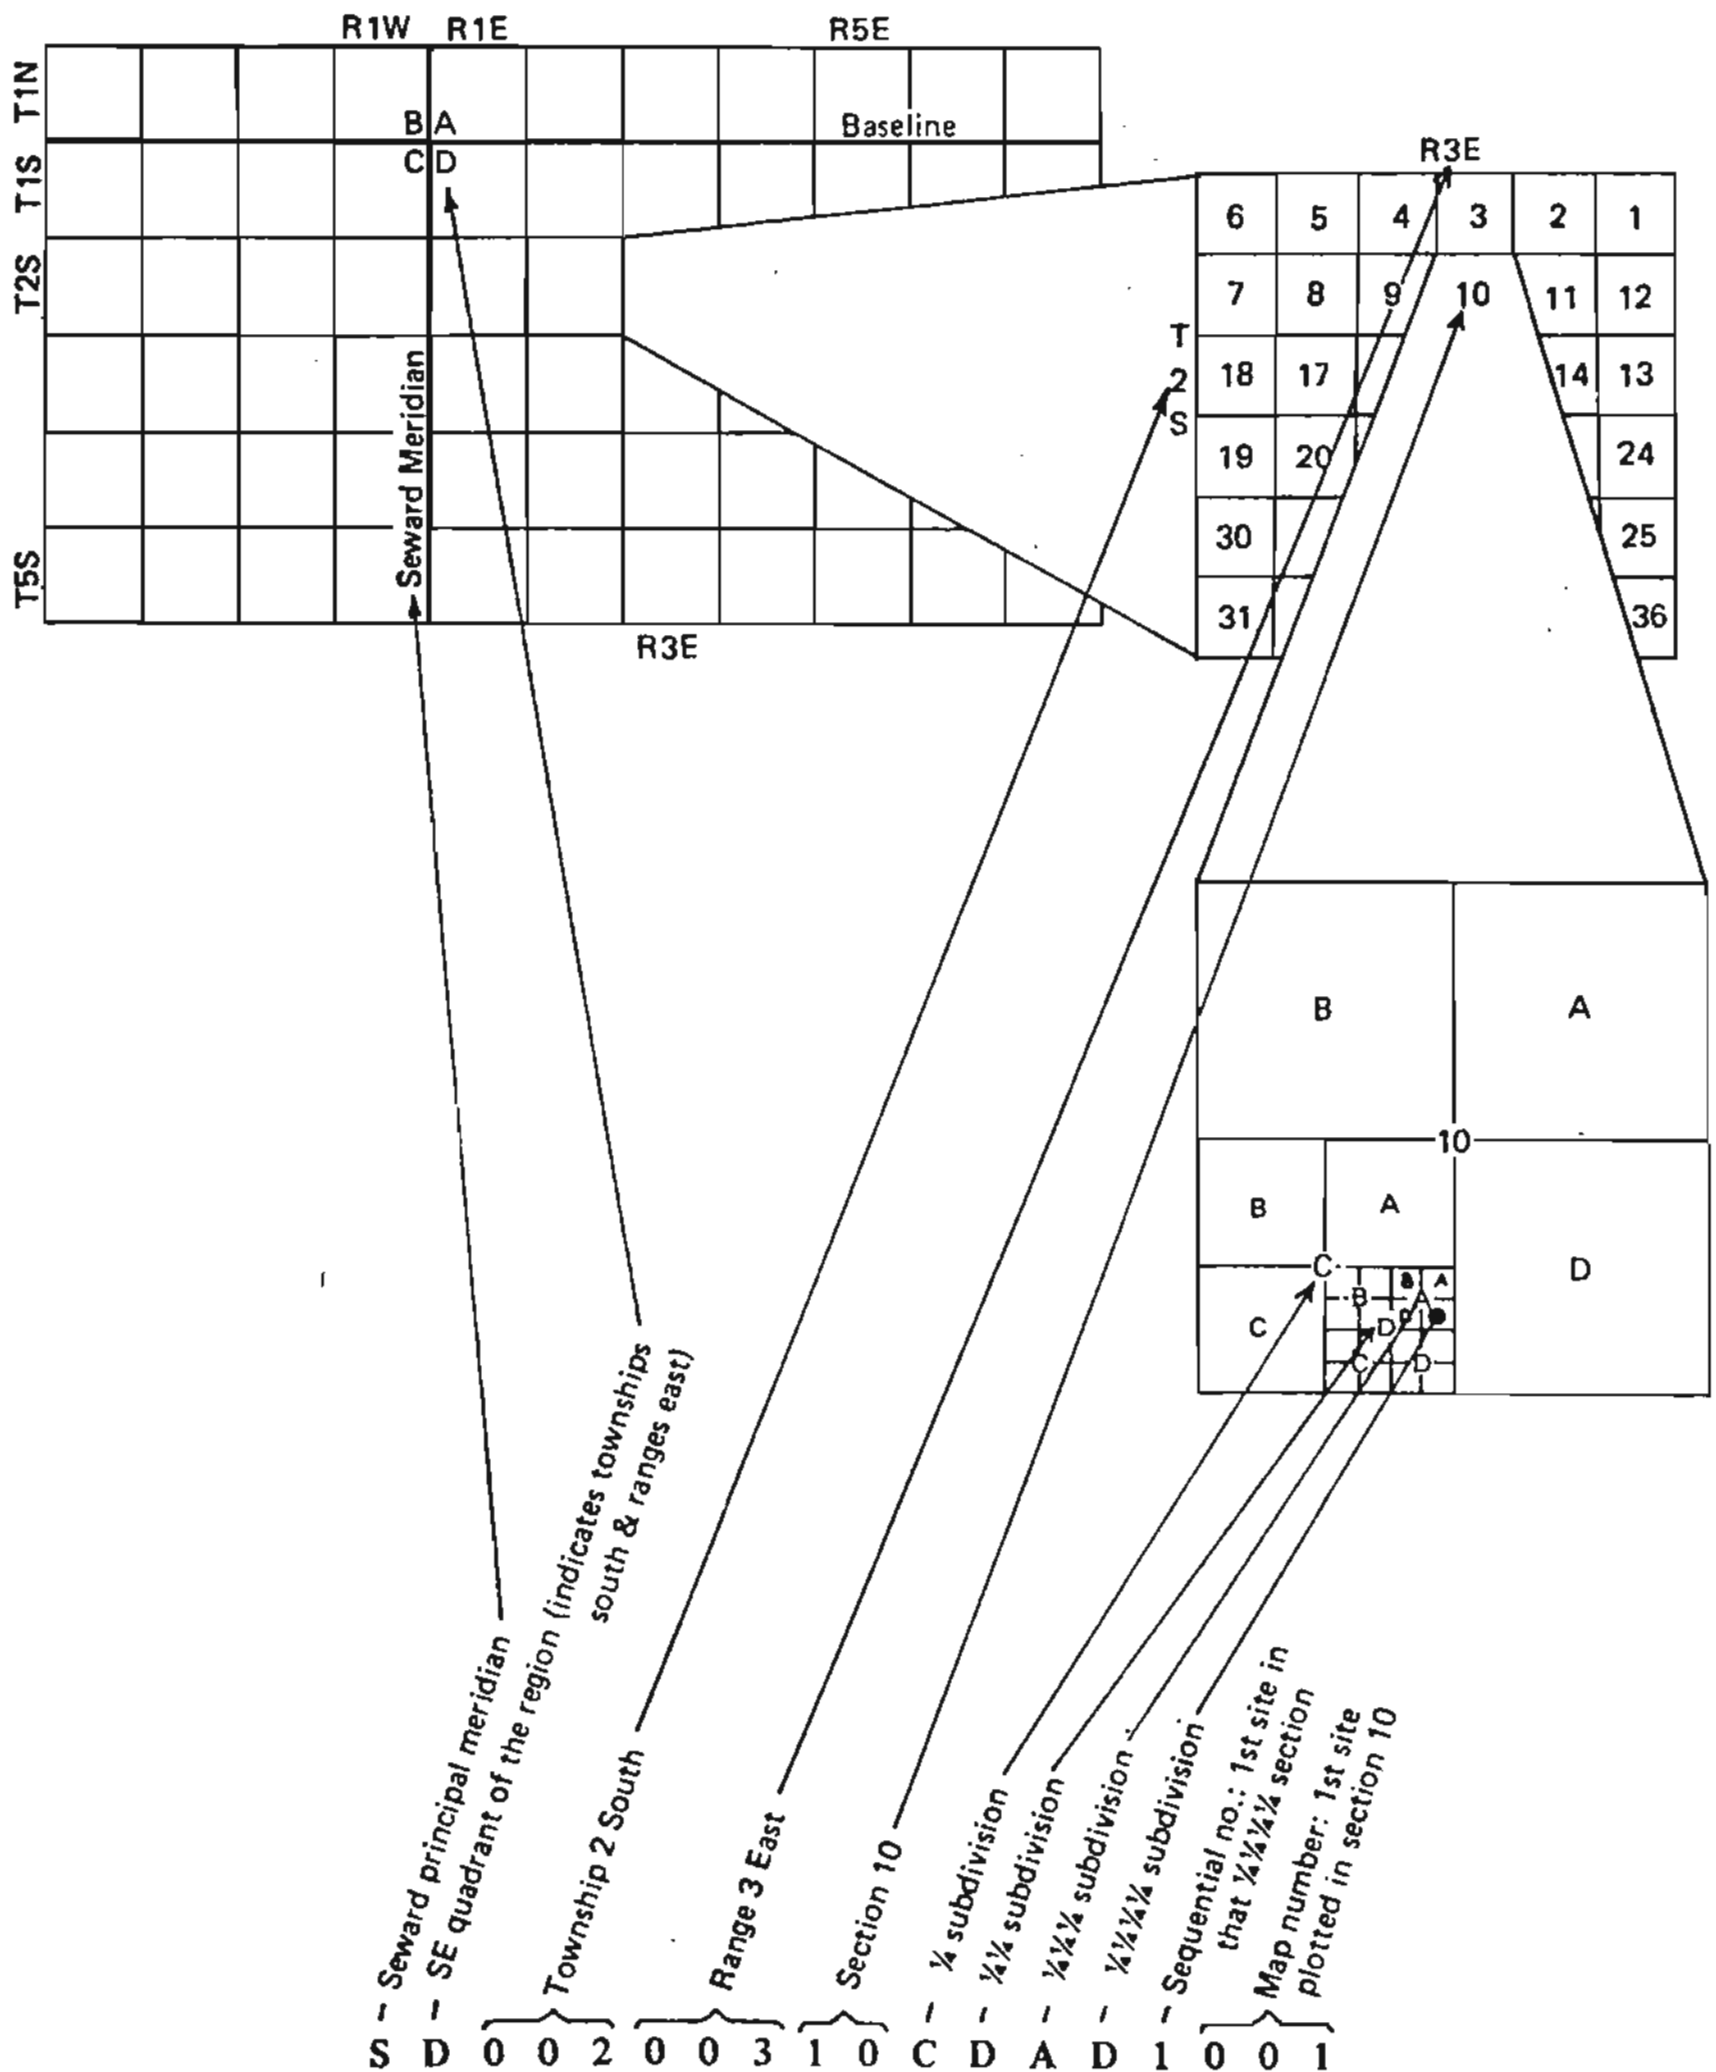 R1W R1E R5E
T1N
B A
Baseline
C D
T1S
T2S
Seward Meridian
T5S
R3E
R3E
6 5 4 3 2 1
7 8 9 10 11 12
T
2
S
18 17 14 13
19 20 24
30 25
31 36
B A
10
B A
C
D
C
B A
B A
D
C D
Seward principal meridian
SE quadrant of the region (indicates townships
south & ranges east)
Township 2 South
Range 3 East
Section 10
¼ subdivision
¼¼ subdivision
¼¼¼ subdivision
¼¼¼¼ subdivision
Sequential no.: 1st site in
that ¼¼¼¼ section
Map number: 1st site
plotted in section 10
S D 0 0 2 0 0 3 1 0 C D A D 1 0 0 1